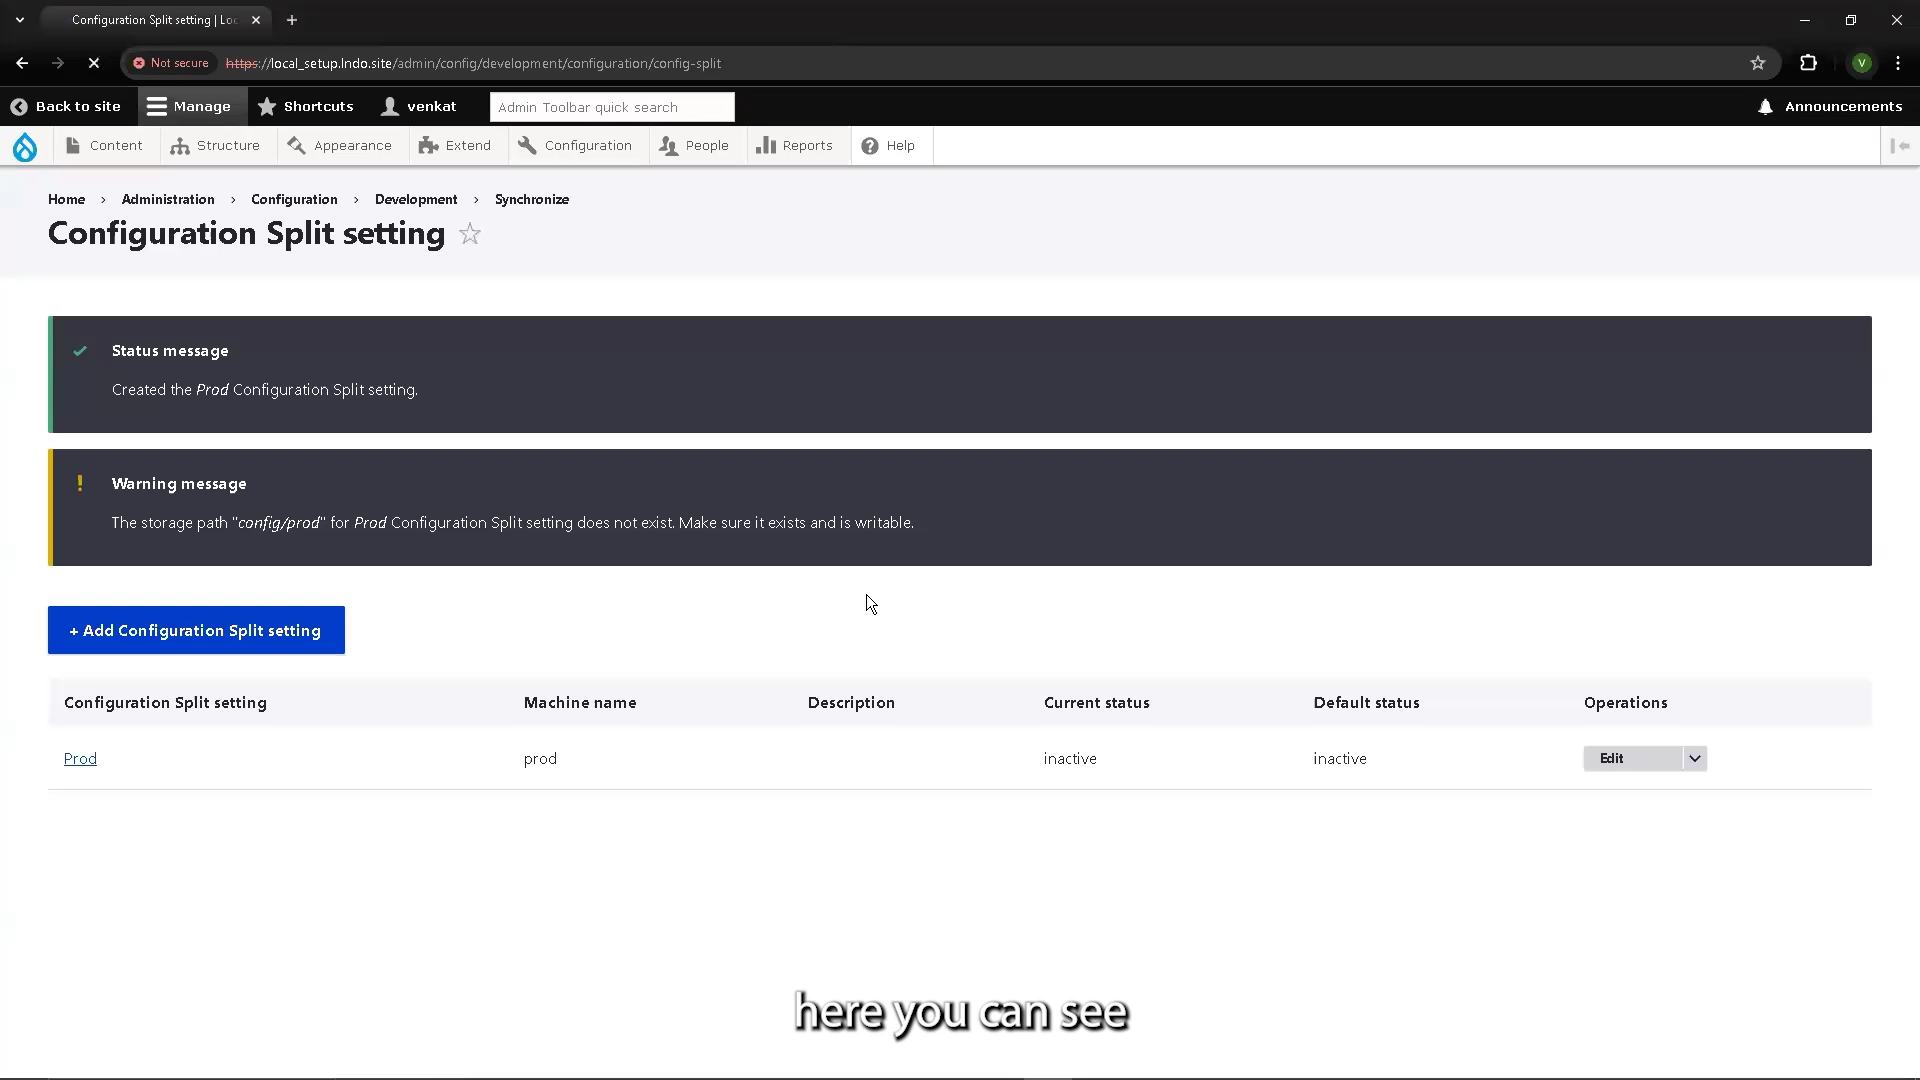 Configuration Split setting | Loc
Not secure
https://local_setup.lndo.site/admin/config/development/configuration/config-split
V
Back to site
Manage
Shortcuts
venkat
Admin Toolbar quick search
Announcements
Content
Structure
Appearance
Extend
Configuration
People
Reports
Help
Home › Administration › Configuration › Development › Synchronize
Configuration Split setting
Status message
Created the Prod Configuration Split setting.
Warning message
The storage path "config/prod" for Prod Configuration Split setting does not exist. Make sure it exists and is writable.
+ Add Configuration Split setting
Configuration Split setting Machine name Description Current status Default status Operations
Prod prod inactive inactive Edit
here you can see